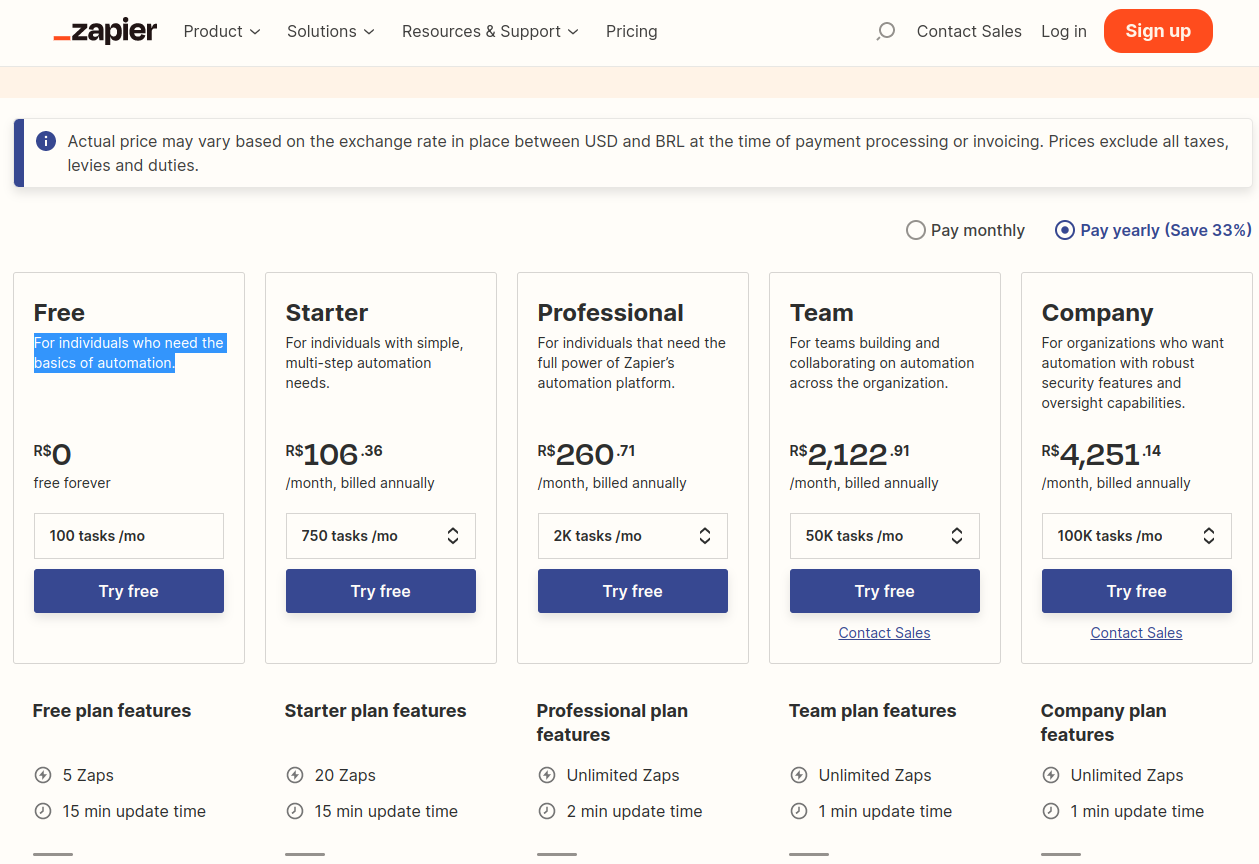 _zapier Product Solutions Resources & Support Pricing Contact Sales Log in Sign up
Actual price may vary based on the exchange rate in place between USD and BRL at the time of payment processing or invoicing. Prices exclude all taxes,
levies and duties.
Pay monthly Pay yearly (Save 33%)
Free
For individuals who need the
basics of automation.
R$0
free forever
100 tasks /mo
Try free
Starter
For individuals with simple,
multi-step automation
needs.
R$106.36
/month, billed annually
750 tasks /mo
Try free
Professional
For individuals that need the
full power of Zapier’s
automation platform.
R$260.71
/month, billed annually
2K tasks /mo
Try free
Team
For teams building and
collaborating on automation
across the organization.
R$2,122.91
/month, billed annually
50K tasks /mo
Try free
Contact Sales
Company
For organizations who want
automation with robust
security features and
oversight capabilities.
R$4,251.14
/month, billed annually
100K tasks /mo
Try free
Contact Sales
Free plan features
5 Zaps
15 min update time
Starter plan features
20 Zaps
15 min update time
Professional plan
features
Unlimited Zaps
2 min update time
Team plan features
Unlimited Zaps
1 min update time
Company plan
features
Unlimited Zaps
1 min update time